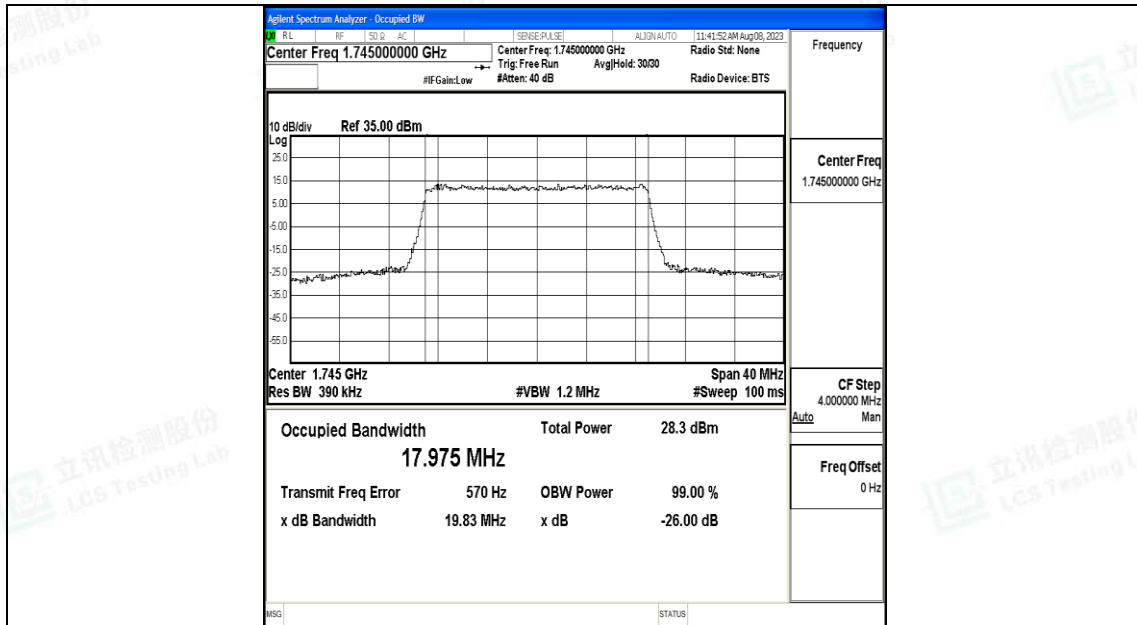 Agilent Spectrum Analyzer - Occupied BW
RL RF 50 Ω AC SENSE:PULSE ALIGN AUTO 11:41:52 AM Aug 08, 2023
Center Freq 1.745000000 GHz
Center Freq: 1.745000000 GHz
Radio Std: None
Trig: Free Run
Avg|Hold: 30/30
#IFGain:Low
#Atten: 40 dB
Radio Device: BTS
10 dB/div Ref 35.00 dBm
Log
25.0
15.0
5.00
-5.00
-15.0
-25.0
-35.0
-45.0
-55.0
Center 1.745 GHz
Span 40 MHz
Res BW 390 kHz
#VBW 1.2 MHz
#Sweep 100 ms
Occupied Bandwidth
Total Power 28.3 dBm
17.975 MHz
Transmit Freq Error 570 Hz
OBW Power 99.00 %
x dB Bandwidth 19.83 MHz
x dB -26.00 dB
MSG
STATUS
Frequency
Center Freq
1.745000000 GHz
CF Step
4.000000 MHz
Auto Man
Freq Offset
0 Hz
立讯检测股份
LCS Testing Lab